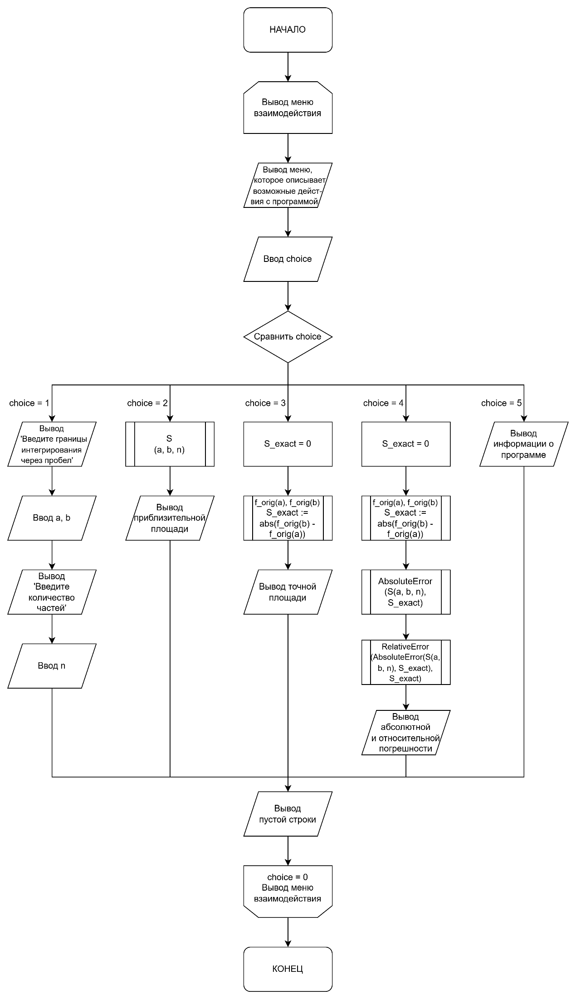 НАЧАЛО
Вывод меню
взаимодействия
Вывод меню,
которое описывает
возможные дейст-
вия с программой
Ввод choice
Сравнить choice
choice = 1
choice = 2
choice = 3
choice = 4
choice = 5
Вывод
'Введите границы
интегрирования
через пробел'
Ввод a, b
Вывод
'Введите
количество
частей'
Ввод n
S
(a, b, n)
Вывод
приблизительной
площади
S_exact = 0
f_orig(a), f_orig(b)
S_exact :=
abs(f_orig(b) -
f_orig(a))
Вывод точной
площади
S_exact = 0
f_orig(a), f_orig(b)
S_exact :=
abs(f_orig(b) -
f_orig(a))
AbsoluteError
(S(a, b, n),
S_exact)
RelativeError
(AbsoluteError(S(a,
b, n), S_exact),
S_exact)
Вывод
абсолютной
и относительной
погрешности
Вывод
информации о
программе
Вывод
пустой строки
choice = 0
Вывод меню
взаимодействия
КОНЕЦ